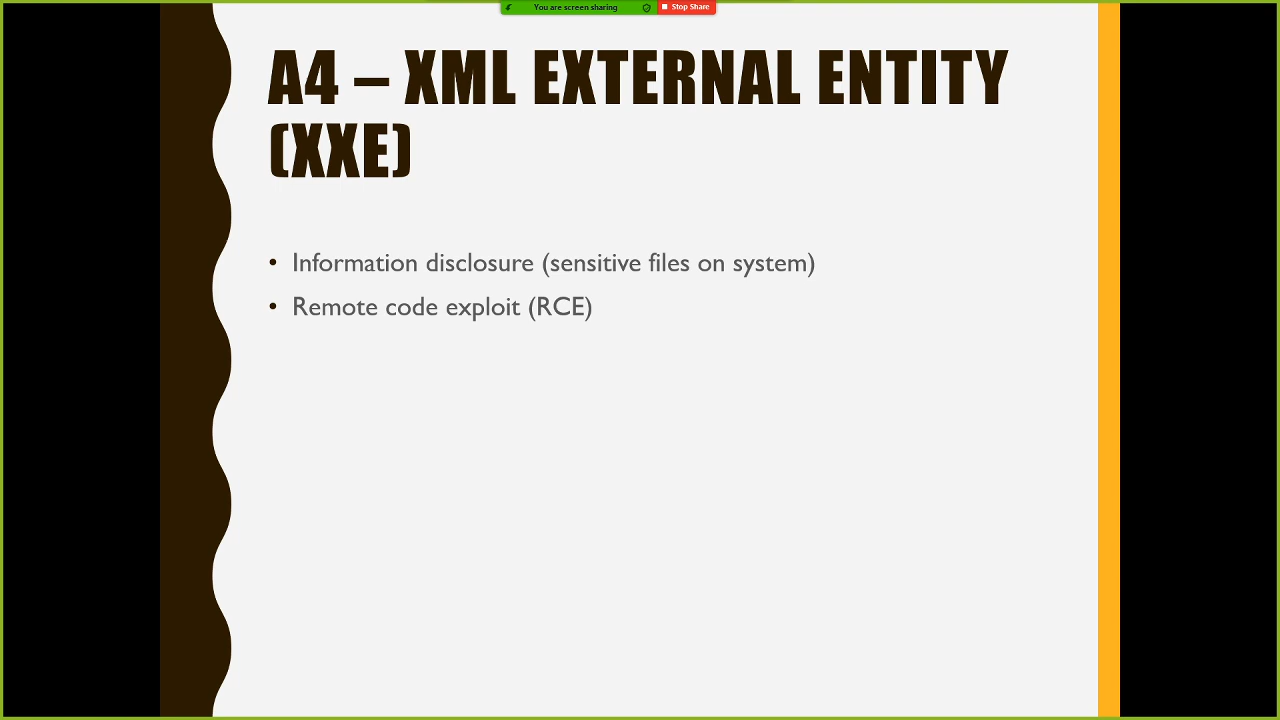 You are screen sharing
Stop Share
A4 – XML EXTERNAL ENTITY
(XXE)
• Information disclosure (sensitive files on system)
• Remote code exploit (RCE)